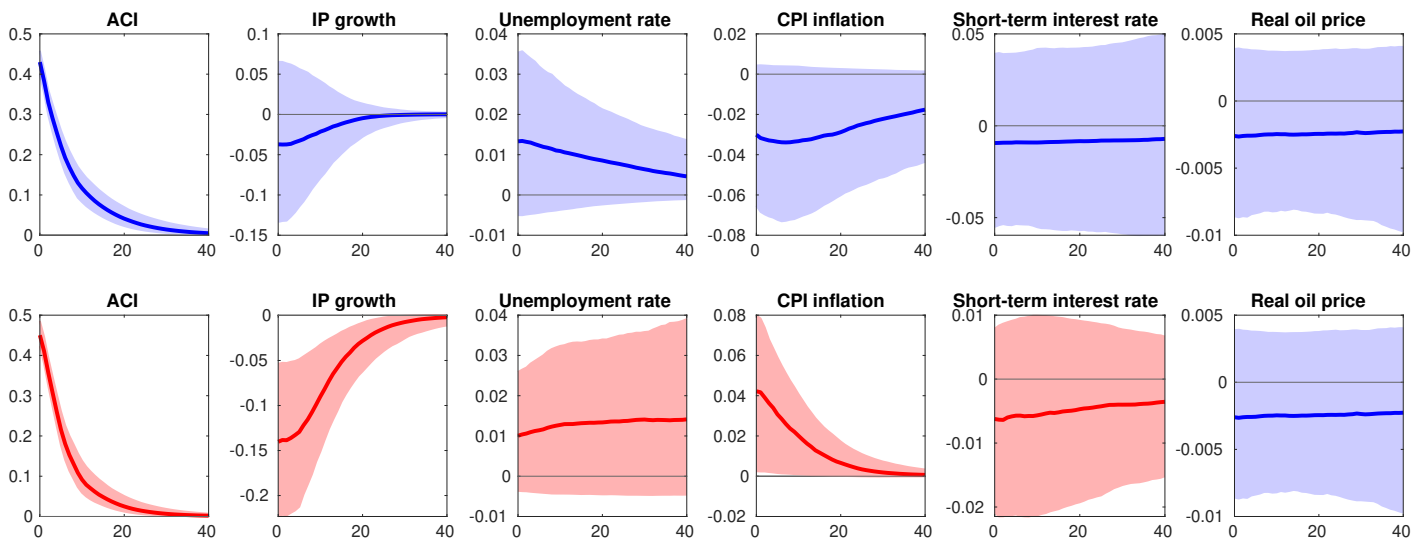 ACI IP growth Unemployment rate CPI inflation Short-term interest rate Real oil price
0.5 0.1 0.04 0.02 0.05 0.005
0.4 0.05 0.03 0 0
0.3 0 0.02 -0.02 0
0.2 -0.05 0.01 -0.04 -0.005
0.1 -0.1 0 -0.06 -0.05
0 -0.15 -0.01 -0.08 -0.01
0 20 40 0 20 40 0 20 40 0 20 40 0 20 40 0 20 40
ACI IP growth Unemployment rate CPI inflation Short-term interest rate Real oil price
0.5 0 0.04 0.08 0.01 0.005
0.4 -0.05 0.03 0.06 0
0.3 -0.1 0.02 0.04 0
0.2 -0.15 0.01 0.02 -0.01 -0.005
0.1 -0.2 0 0 -0.02
0 -0.01 -0.02 -0.01
0 20 40 0 20 40 0 20 40 0 20 40 0 20 40 0 20 40